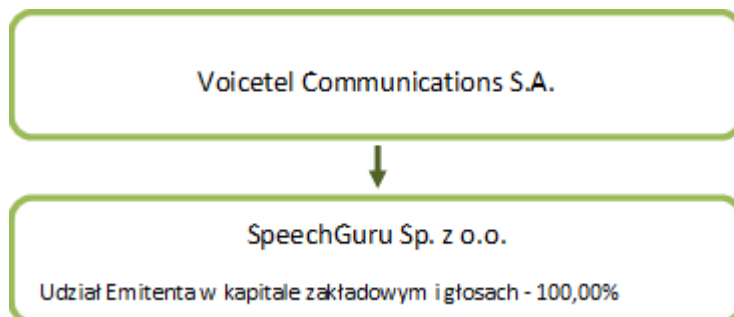 Voicetel Communications S.A.
SpeechGuru Sp. z o.o.
Udział Emitenta w kapitale zakładowym i głosach - 100,00%